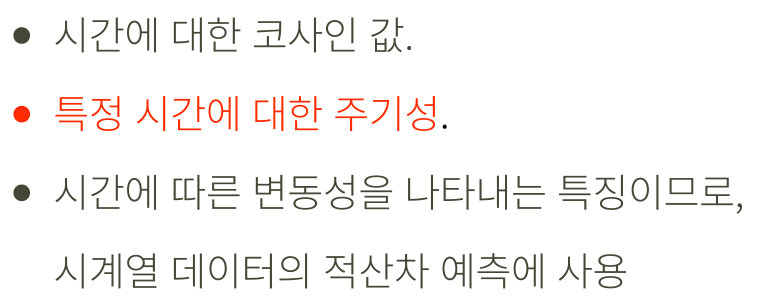 ● 시간에 대한 코사인 값.
● 특정 시간에 대한 주기성.
● 시간에 따른 변동성을 나타내는 특징이므로,
시계열 데이터의 적산차 예측에 사용